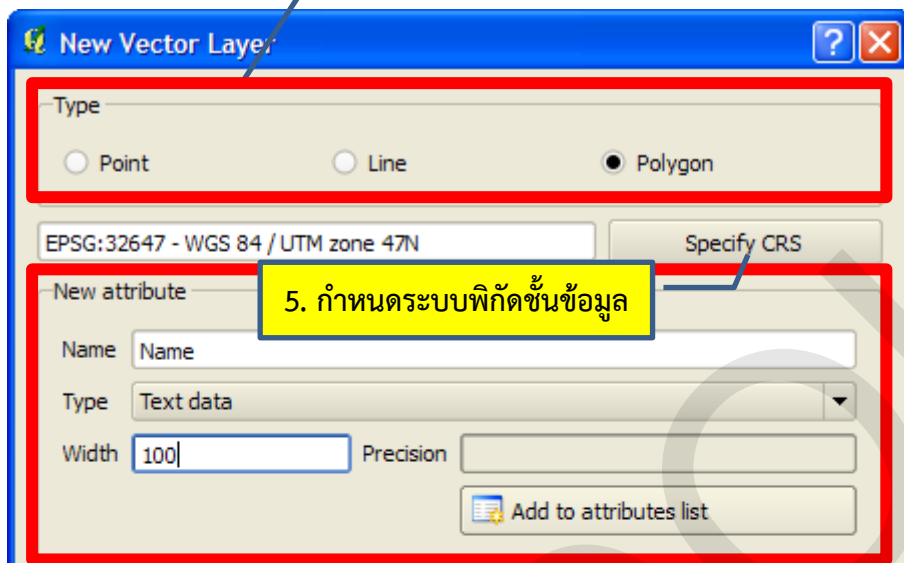 New Vector Layer
Type
Point Line Polygon
EPSG:32647 - WGS 84 / UTM zone 47N Specify CRS
5. กำหนดระบบพิกัดชั้นข้อมูล
New attribute
Name Name
Type Text data
Width 100 Precision
Add to attributes list